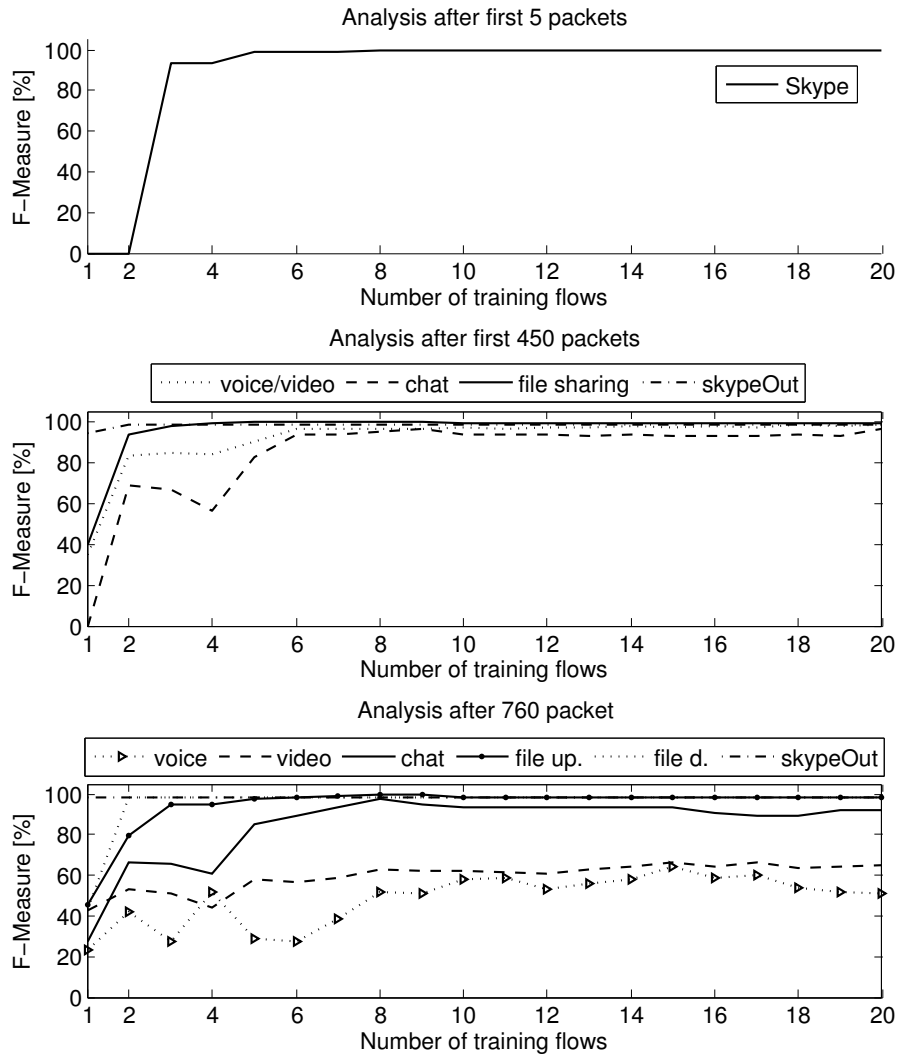 Analysis after first 5 packets
F−Measure [%]
100
80
60
40
20
0
Skype
1 2 4 6 8 10 12 14 16 18 20
Number of training flows
Analysis after first 450 packets
voice/video chat file sharing skypeOut
F−Measure [%]
100
80
60
40
20
0
1 2 4 6 8 10 12 14 16 18 20
Number of training flows
Analysis after 760 packet
voice video chat file up. file d. skypeOut
F−Measure [%]
100
80
60
40
20
0
1 2 4 6 8 10 12 14 16 18 20
Number of training flows